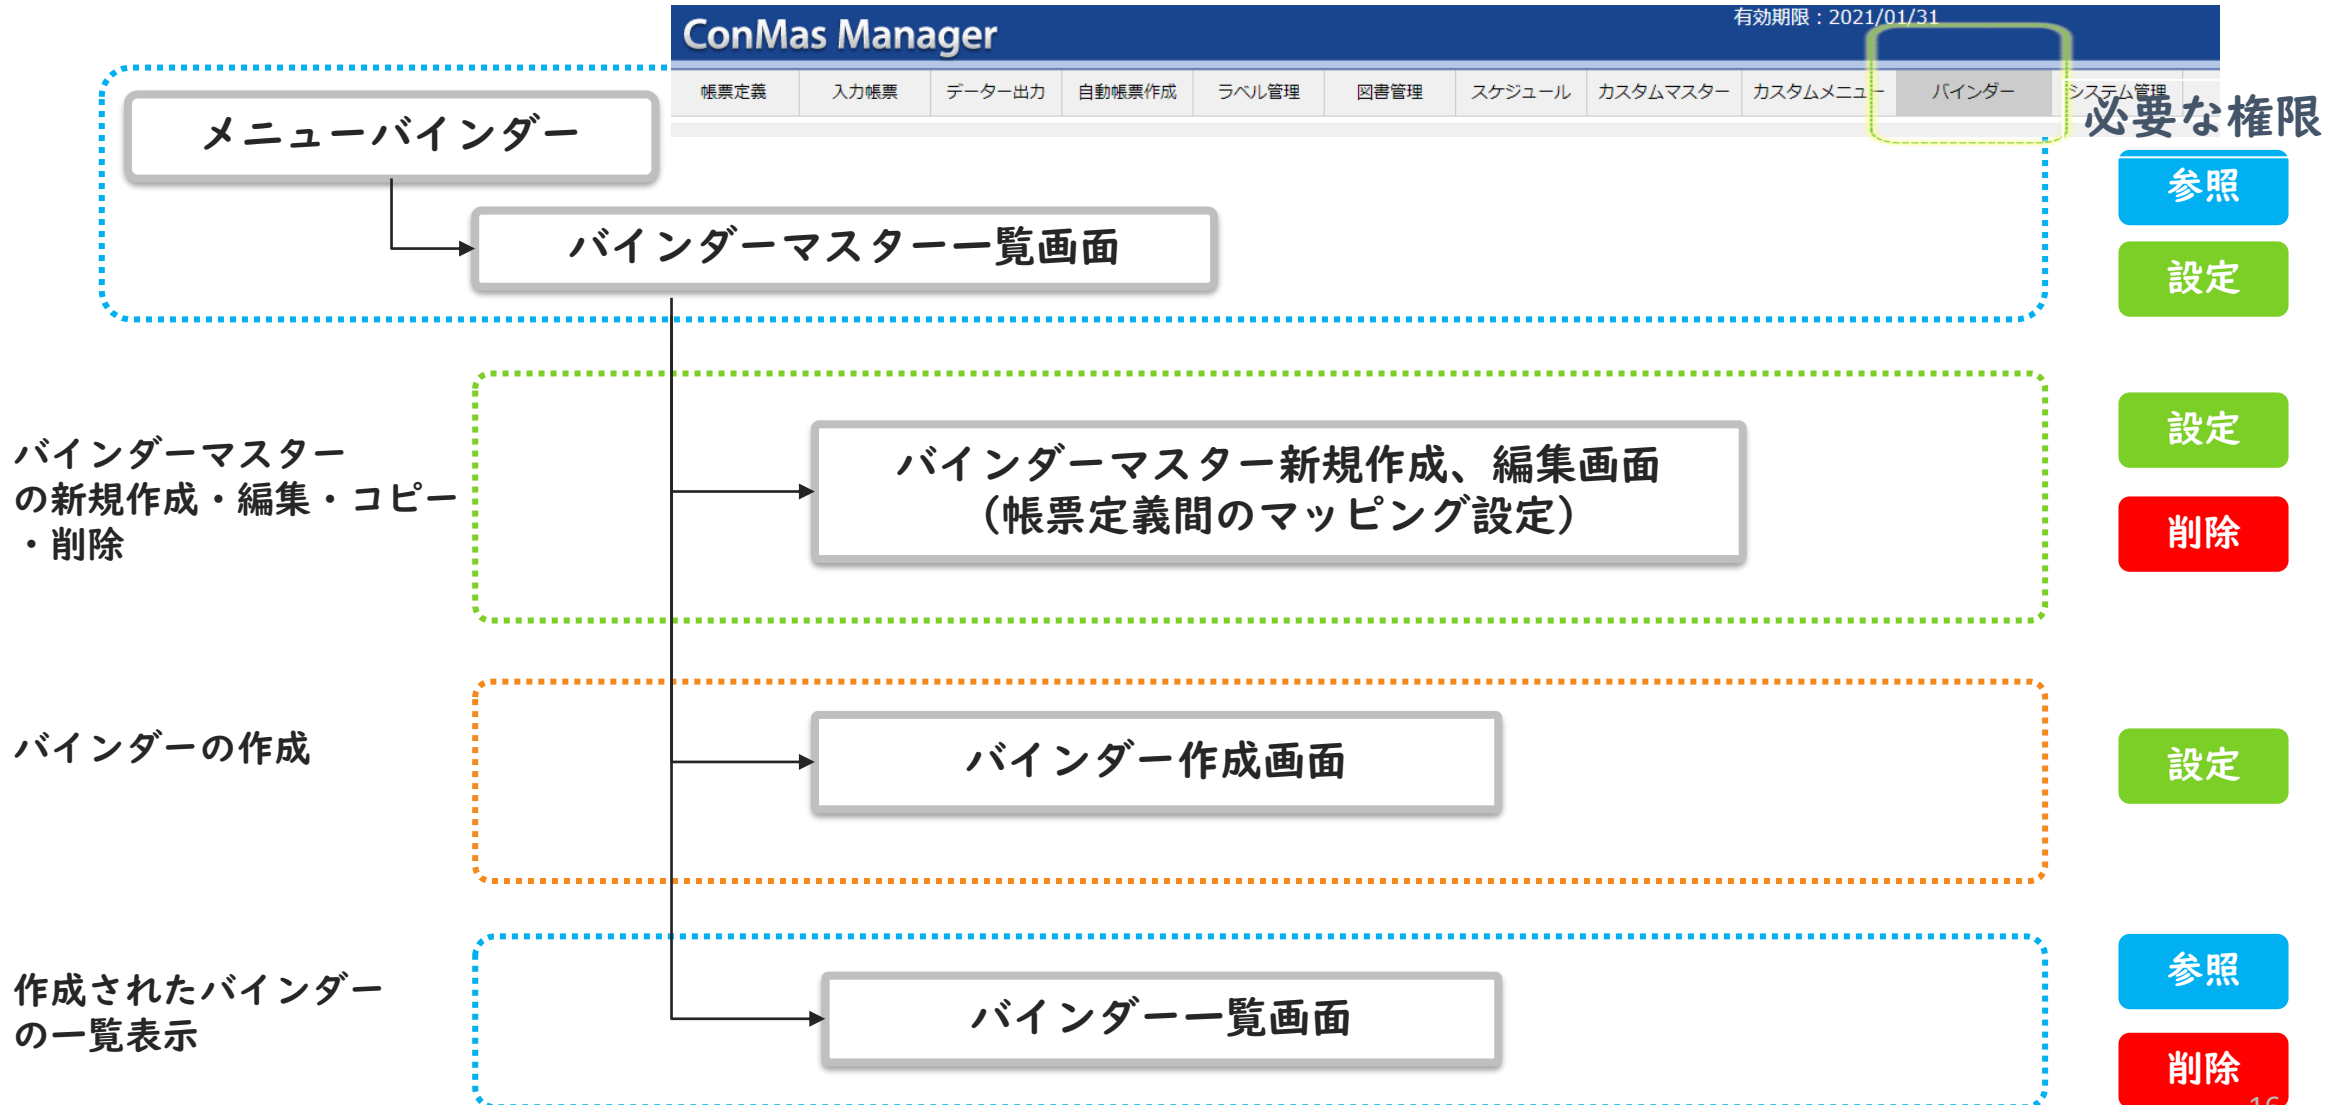 有効期限：2021/01/31
ConMas Manager
帳票定義 入力帳票 データー出力 自動帳票作成 ラベル管理 図書管理 スケジュール カスタムマスター カスタムメニュー バインダー システム管理
必要な権限
メニューバインダー
参照
バインダーマスター一覧画面
設定
バインダーマスター
の新規作成・編集・コピー
・削除
バインダーマスター新規作成、編集画面
（帳票定義間のマッピング設定）
設定
削除
バインダーの作成
バインダー作成画面
設定
作成されたバインダー
の一覧表示
バインダー一覧画面
参照
削除
16